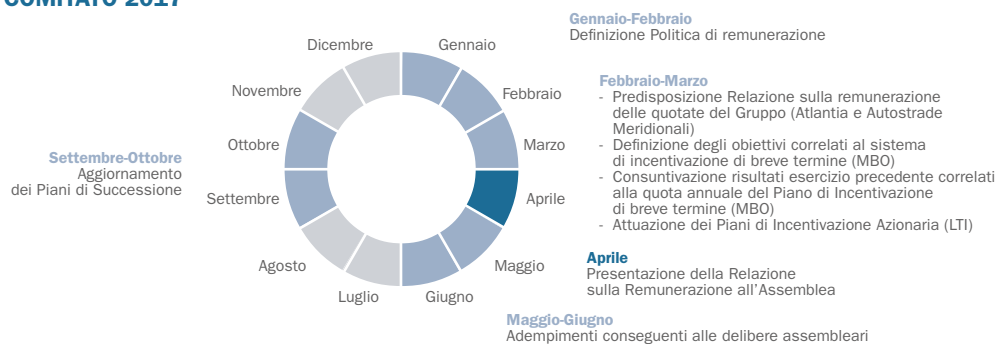 COMITATO 2017
Gennaio-Febbraio
Definizione Politica di remunerazione
Febbraio-Marzo
- Predisposizione Relazione sulla remunerazione
delle quotate del Gruppo (Atlantia e Autostrade
Meridionali)
- Definizione degli obiettivi correlati al sistema
di incentivazione di breve termine (MBO)
- Consuntivazione risultati esercizio precedente correlati
alla quota annuale del Piano di Incentivazione
di breve termine (MBO)
- Attuazione dei Piani di Incentivazione Azionaria (LTI)
Aprile
Presentazione della Relazione
sulla Remunerazione all'Assemblea
Maggio-Giugno
Adempimenti conseguenti alle delibere assembleari
Settembre-Ottobre
Aggiornamento
dei Piani di Successione
Gennaio
Febbraio
Marzo
Aprile
Maggio
Giugno
Luglio
Agosto
Settembre
Ottobre
Novembre
Dicembre